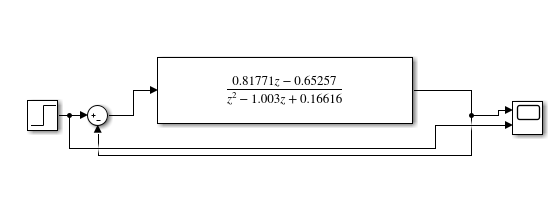 0.81771z − 0.65257
z² − 1.003z + 0.16616
+
−